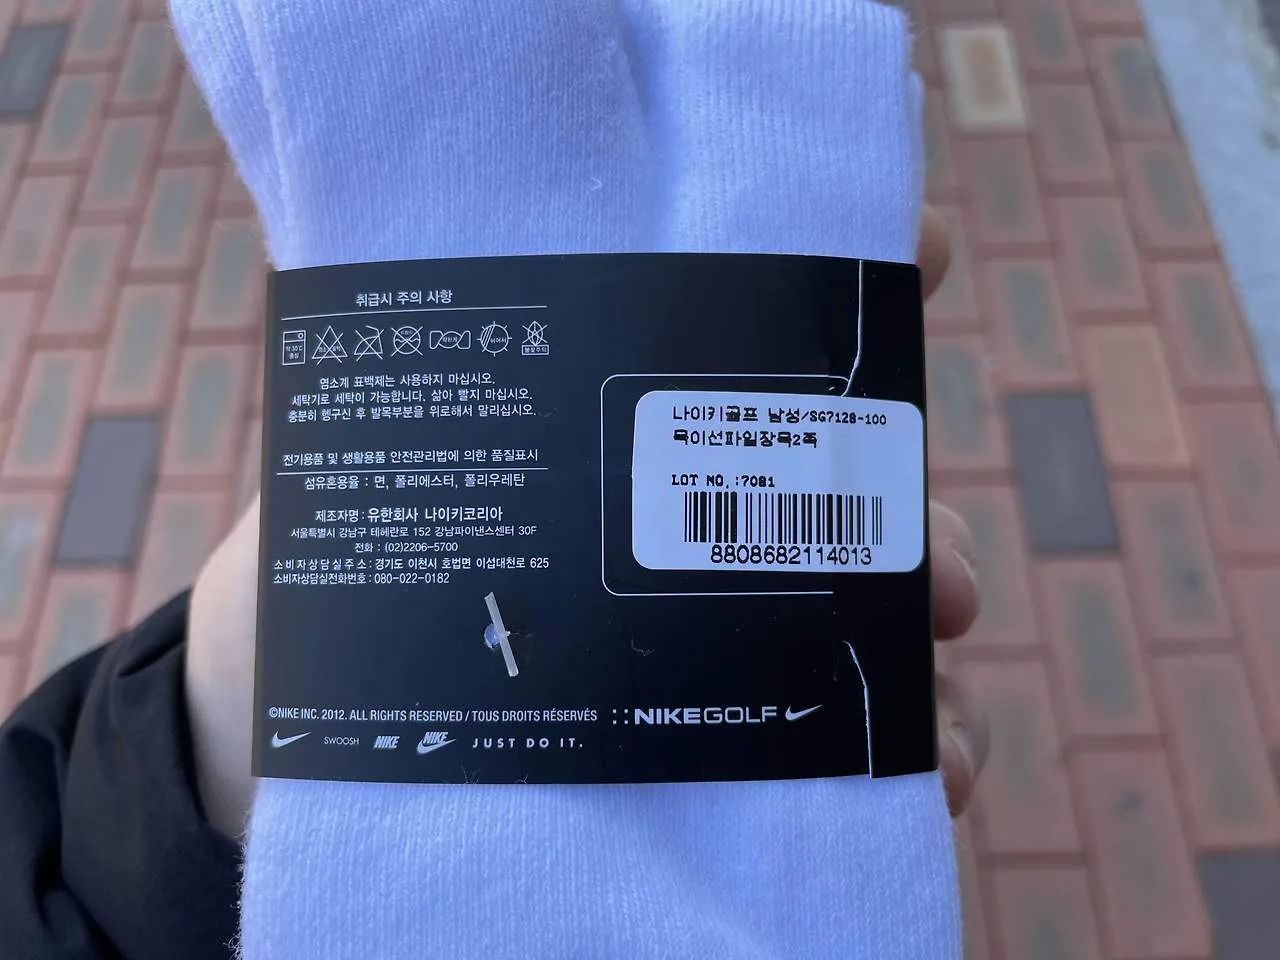 취급시 주의 사항
약 30℃
중성
염소계 표백제는 사용하지 마십시오.
세탁기로 세탁이 가능합니다. 삶아 빨지 마십시오.
충분히 헹구신 후 발목부분을 위로해서 말리십시오.
전기용품 및 생활용품 안전관리법에 의한 품질표시
섬유혼용율 : 면, 폴리에스터, 폴리우레탄
제조자명 : 유한회사 나이키코리아
서울특별시 강남구 테헤란로 152 강남파이낸스센터 30F
전화 : (02)2206-5700
소비자상담실주소 : 경기도 이천시 호법면 이섭대천로 625
소비자상담실전화번호 : 080-022-0182
나이키골프 남성/SG7128-100
목이선파일장목2족
LOT NO. :7081
8808682114013
©NIKE INC. 2012. ALL RIGHTS RESERVED / TOUS DROITS RÉSERVÉS
SWOOSH NIKE NIKE JUST DO IT.
::NIKEGOLF